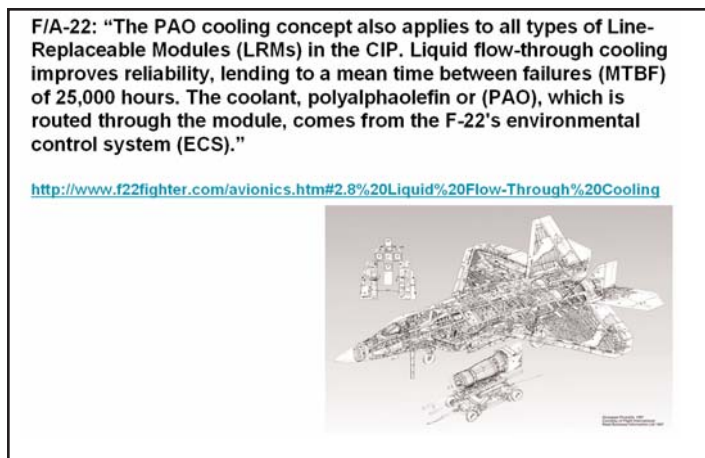 F/A-22: “The PAO cooling concept also applies to all types of Line-
Replaceable Modules (LRMs) in the CIP. Liquid flow-through cooling
improves reliability, lending to a mean time between failures (MTBF)
of 25,000 hours. The coolant, polyalphaolefin or (PAO), which is
routed through the module, comes from the F-22's environmental
control system (ECS).”
http://www.f22fighter.com/avionics.htm#2.8%20Liquid%20Flow-Through%20Cooling